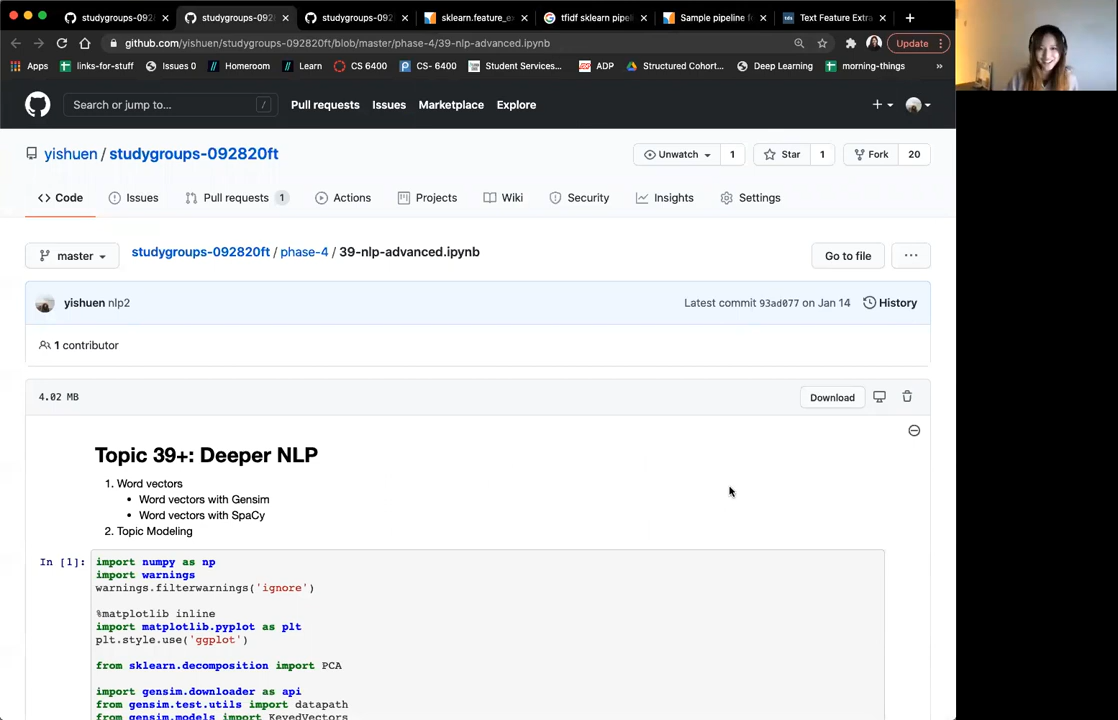 studygroups-092
studygroups-092
studygroups-092
sklearn.feature_e
tfidf sklearn pipel
Sample pipeline f
Text Feature Extra
github.com/yishuen/studygroups-092820ft/blob/master/phase-4/39-nlp-advanced.ipynb
Update
Apps links-for-stuff Issues 0 Homeroom Learn CS 6400 CS- 6400 Student Services... ADP Structured Cohort... Deep Learning morning-things »
Search or jump to... / Pull requests Issues Marketplace Explore
yishuen / studygroups-092820ft Unwatch 1 Star 1 Fork 20
<> Code Issues Pull requests 1 Actions Projects Wiki Security Insights Settings
master studygroups-092820ft / phase-4 / 39-nlp-advanced.ipynb Go to file ...
yishuen nlp2 Latest commit 93ad077 on Jan 14 History
1 contributor
4.02 MB Download
Topic 39+: Deeper NLP
1. Word vectors
• Word vectors with Gensim
• Word vectors with SpaCy
2. Topic Modeling
In [1]: import numpy as np
import warnings
warnings.filterwarnings('ignore')
%matplotlib inline
import matplotlib.pyplot as plt
plt.style.use('ggplot')
from sklearn.decomposition import PCA
import gensim.downloader as api
from gensim.test.utils import datapath
from gensim.models import KeyedVectors